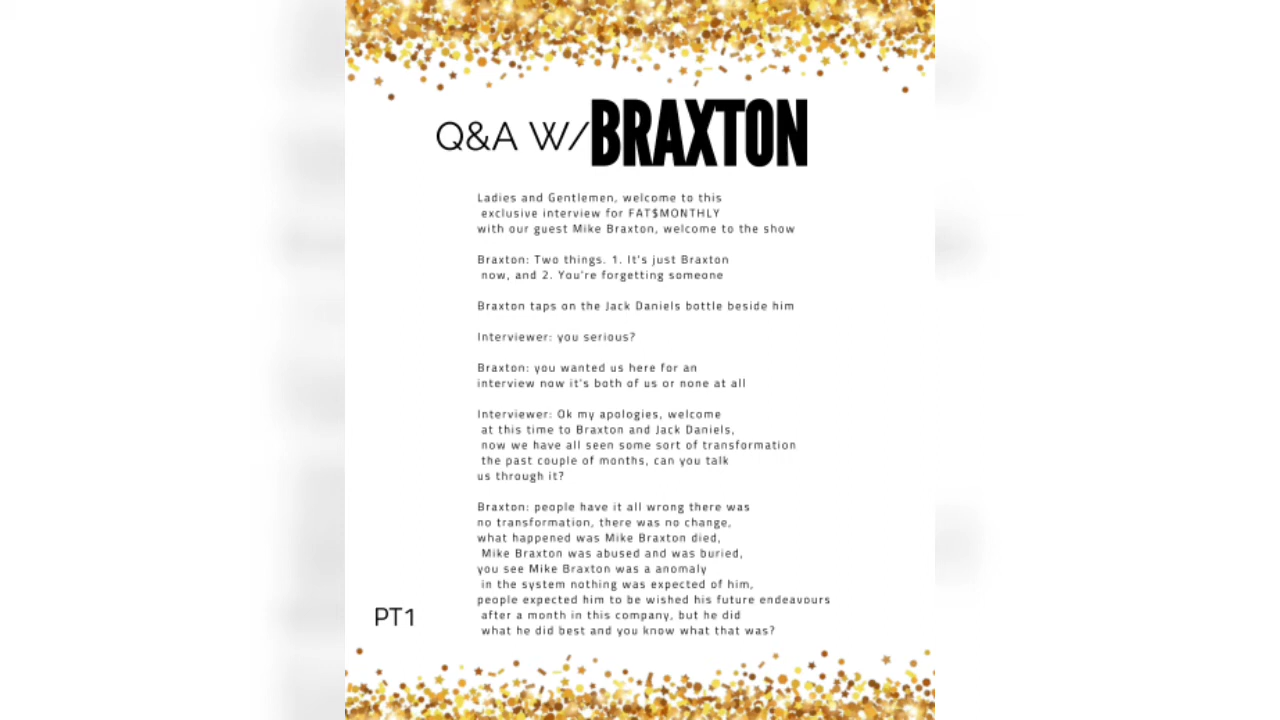 Q&A W/BRAXTON
Ladies and Gentlemen, welcome to this
exclusive interview for FAT$MONTHLY
with our guest Mike Braxton, welcome to the show
Braxton: Two things. 1. It's just Braxton
now, and 2. You're forgetting someone
Braxton taps on the Jack Daniels bottle beside him
Interviewer: you serious?
Braxton: you wanted us here for an
interview now it's both of us or none at all
Interviewer: Ok my apologies, welcome
at this time to Braxton and Jack Daniels,
now we have all seen some sort of transformation
the past couple of months, can you talk
us through it?
Braxton: people have it all wrong there was
no transformation, there was no change,
what happened was Mike Braxton died,
Mike Braxton was abused and was buried,
you see Mike Braxton was a anomaly
in the system nothing was expected of him,
people expected him to be wished his future endeavours
after a month in this company, but he did
what he did best and you know what that was?
PT1